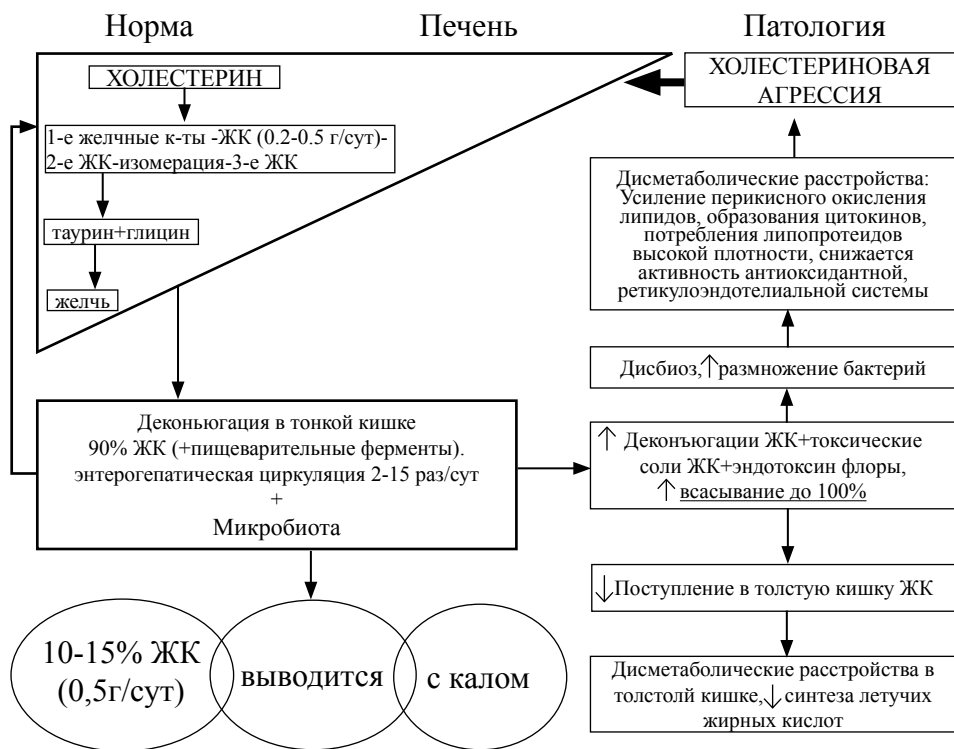 Норма
Печень
Патология
ХОЛЕСТЕРИН
1-е желчные к-ты -ЖК (0.2-0.5 г/сут)-
2-е ЖК-изомерация-3-е ЖК
таурин+глицин
желчь
Деконьюгация в тонкой кишке
90% ЖК (+пищеварительные ферменты).
энтерогепатическая циркуляция 2-15 раз/сут
+
Микробиота
10-15% ЖК
(0,5г/сут)
выводится
с калом
ХОЛЕСТЕРИНОВАЯ
АГРЕССИЯ
Дисметаболические расстройства:
Усиление перикисного окисления
липидов, образования цитокинов,
потребления липопротеидов
высокой плотности, снижается
активность антиоксидантной,
ретикулоэндотелиальной системы
Дисбиоз,↑размножение бактерий
↑ Деконъюгации ЖК+токсические
соли ЖК+эндотоксин флоры,
↑ всасывание до 100%
↓Поступление в толстую кишку ЖК
Дисметаболические расстройства в
толстолй кишке,↓синтеза летучих
жирных кислот